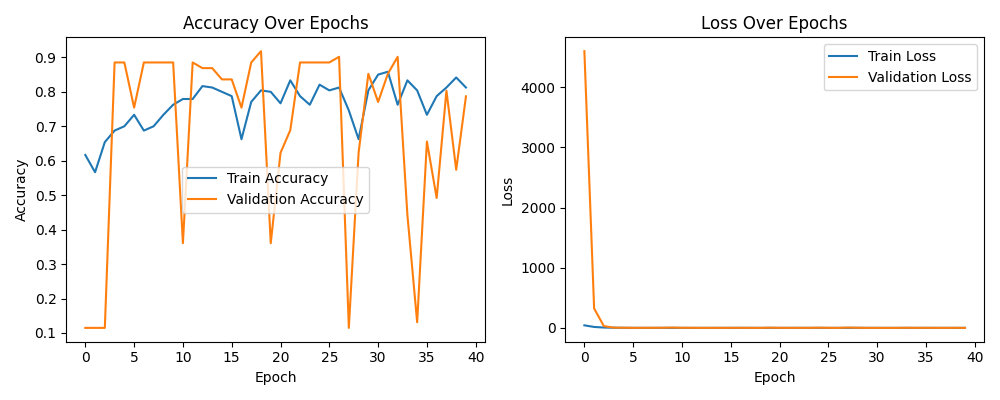 Accuracy Over Epochs
Accuracy
0.9
0.8
0.7
0.6
0.5
0.4
0.3
0.2
0.1
Train Accuracy
Validation Accuracy
0 5 10 15 20 25 30 35 40
Epoch
Loss Over Epochs
Loss
4000
3000
2000
1000
0
Train Loss
Validation Loss
0 5 10 15 20 25 30 35 40
Epoch